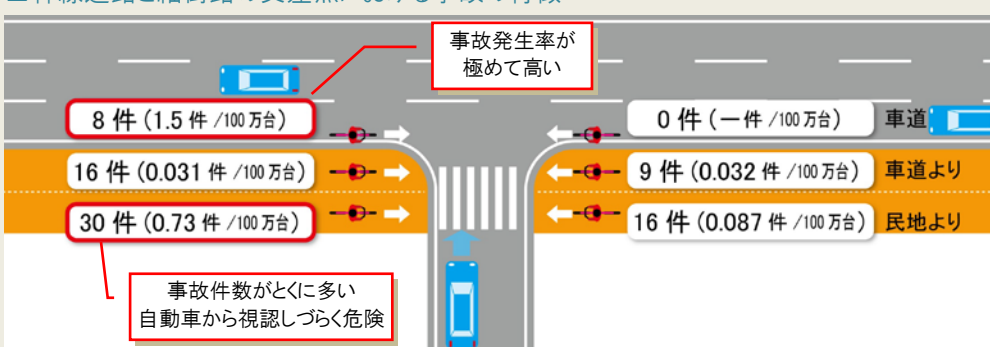 事故発生率が
極めて高い
8 件 (1.5 件 /100 万台)
0 件 (ー件 /100 万台) 車道
16 件 (0.031 件 /100 万台)
9 件 (0.032 件 /100 万台) 車道より
30 件 (0.73 件 /100 万台)
16 件 (0.087 件 /100 万台) 民地より
事故件数がとくに多い
自動車から視認しづらく危険